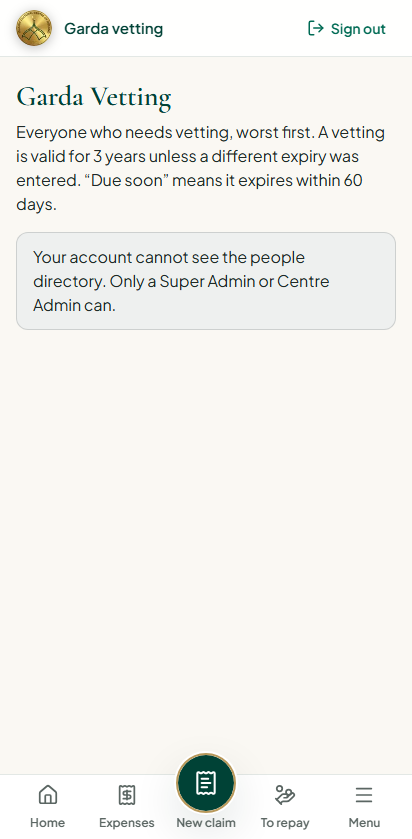 Garda vetting
Sign out
Garda Vetting
Everyone who needs vetting, worst first. A vetting
is valid for 3 years unless a different expiry was
entered. “Due soon” means it expires within 60
days.
Your account cannot see the people
directory. Only a Super Admin or Centre
Admin can.
Home
Expenses
New claim
To repay
Menu